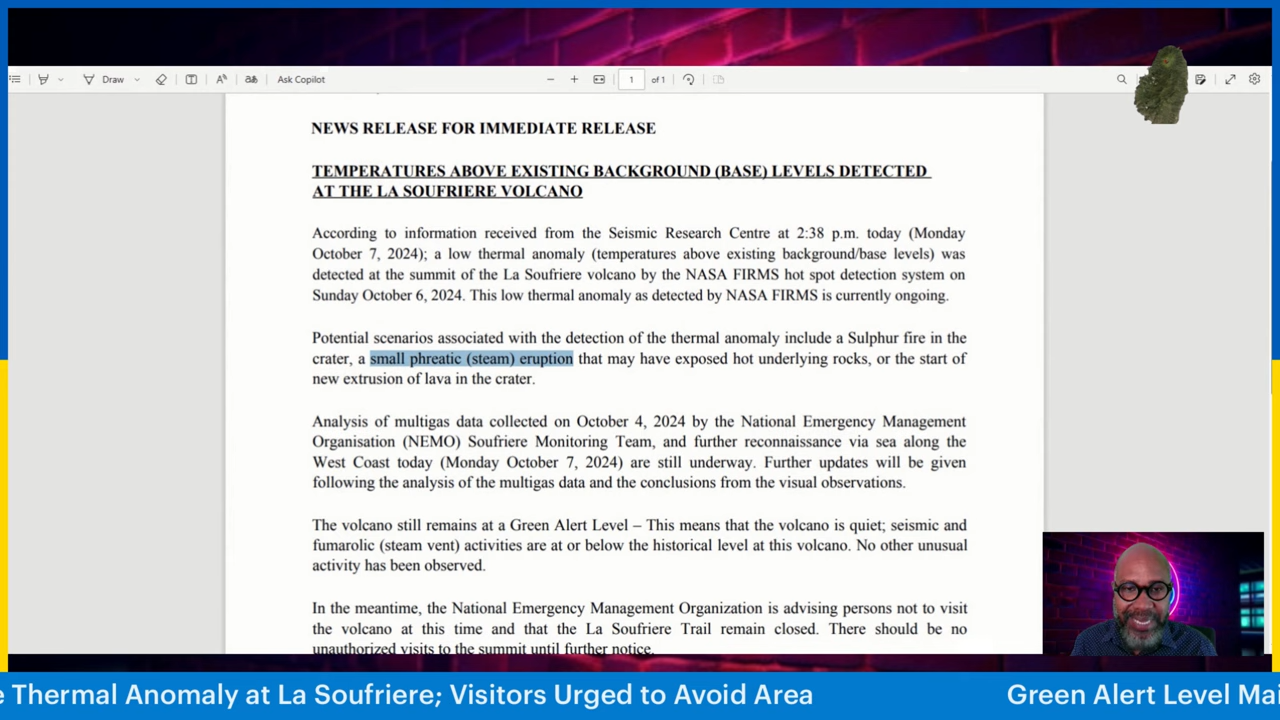 Draw
Ask Copilot
1
of 1
NEWS RELEASE FOR IMMEDIATE RELEASE
TEMPERATURES ABOVE EXISTING BACKGROUND (BASE) LEVELS DETECTED
AT THE LA SOUFRIERE VOLCANO
According to information received from the Seismic Research Centre at 2:38 p.m. today (Monday
October 7, 2024); a low thermal anomaly (temperatures above existing background/base levels) was
detected at the summit of the La Soufriere volcano by the NASA FIRMS hot spot detection system on
Sunday October 6, 2024. This low thermal anomaly as detected by NASA FIRMS is currently ongoing.
Potential scenarios associated with the detection of the thermal anomaly include a Sulphur fire in the
crater, a small phreatic (steam) eruption that may have exposed hot underlying rocks, or the start of
new extrusion of lava in the crater.
Analysis of multigas data collected on October 4, 2024 by the National Emergency Management
Organisation (NEMO) Soufriere Monitoring Team, and further reconnaissance via sea along the
West Coast today (Monday October 7, 2024) are still underway. Further updates will be given
following the analysis of the multigas data and the conclusions from the visual observations.
The volcano still remains at a Green Alert Level – This means that the volcano is quiet; seismic and
fumarolic (steam vent) activities are at or below the historical level at this volcano. No other unusual
activity has been observed.
In the meantime, the National Emergency Management Organization is advising persons not to visit
the volcano at this time and that the La Soufriere Trail remain closed. There should be no
unauthorized visits to the summit until further notice.
e Thermal Anomaly at La Soufriere; Visitors Urged to Avoid Area
Green Alert Level Mai